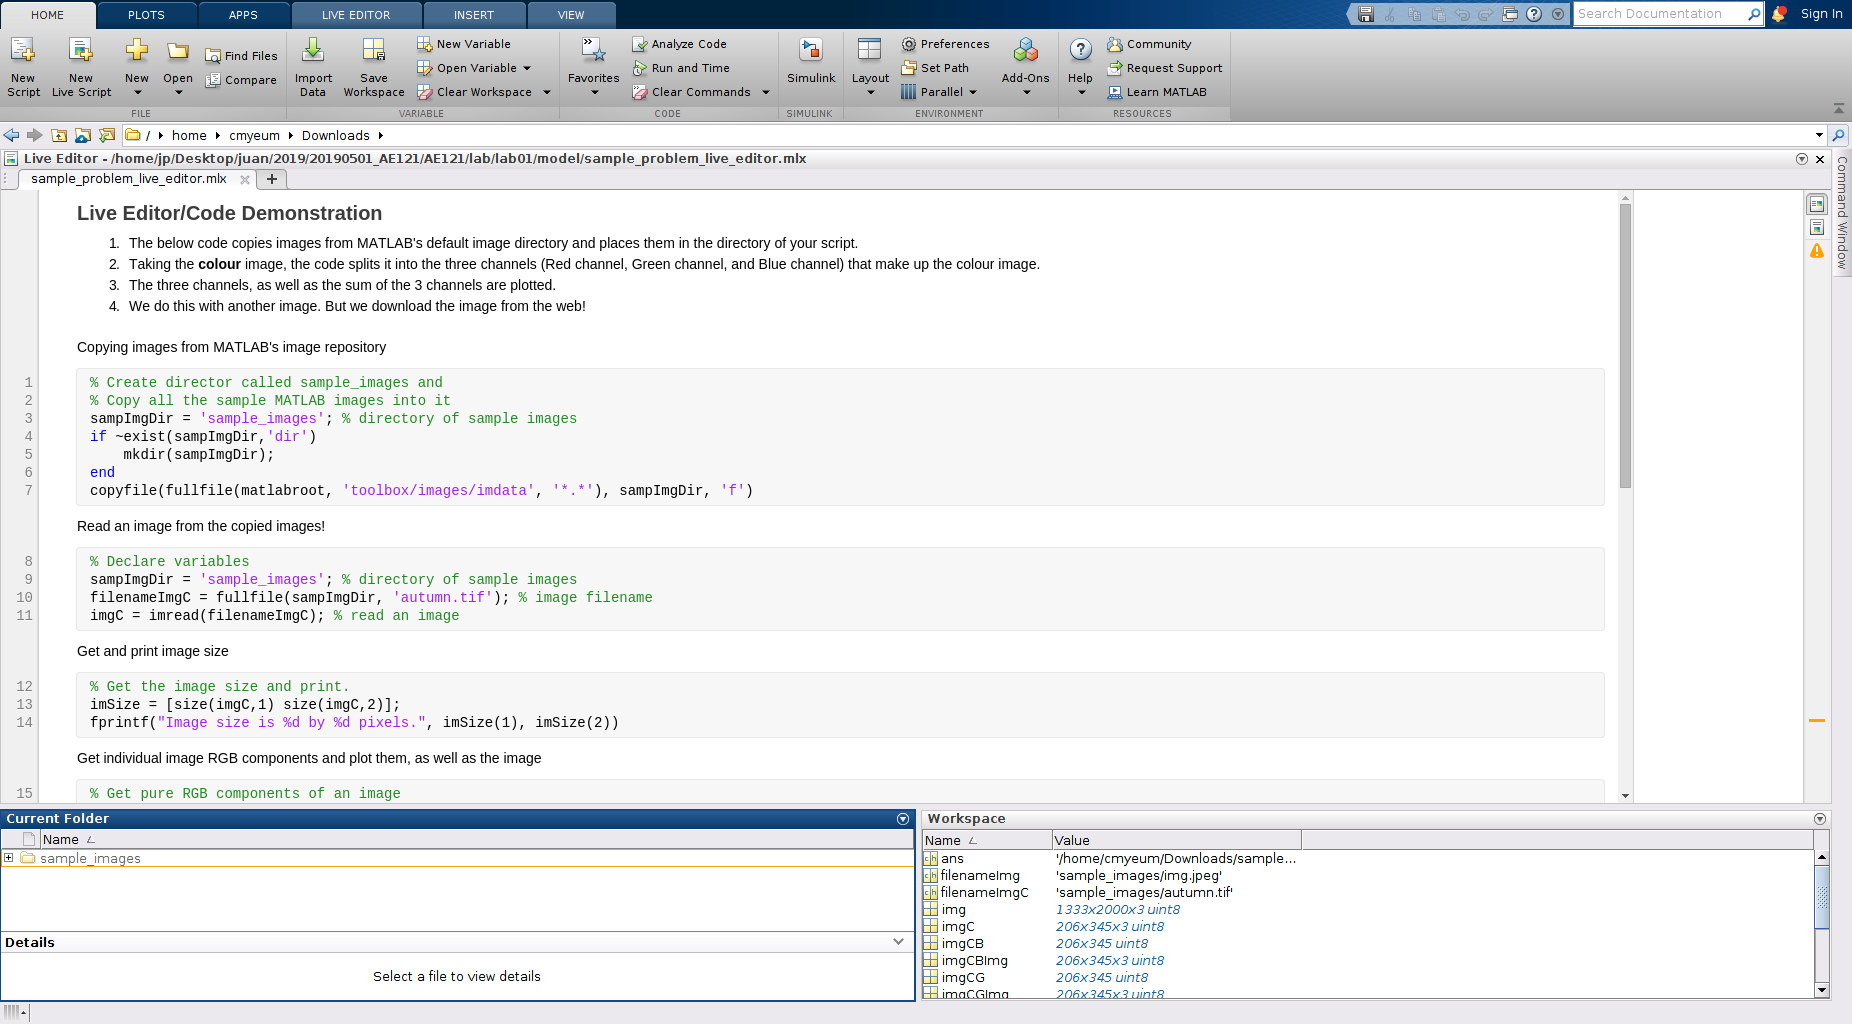 HOME PLOTS APPS LIVE EDITOR INSERT VIEW Search Documentation Sign In
New Script New Live Script New Open Find Files Compare
FILE
Import Data Save Workspace New Variable Open Variable Clear Workspace
VARIABLE
Favorites Analyze Code Run and Time Clear Commands
CODE
Simulink
SIMULINK
Layout Preferences Set Path Parallel Add-Ons
ENVIRONMENT
Help Community Request Support Learn MATLAB
RESOURCES
/ home cmyeum Downloads
Live Editor - /home/jp/Desktop/juan/2019/20190501_AE121/AE121/lab/lab01/model/sample_problem_live_editor.mlx
sample_problem_live_editor.mlx +
Command Window
Live Editor/Code Demonstration
1. The below code copies images from MATLAB's default image directory and places them in the directory of your script.
2. Taking the colour image, the code splits it into the three channels (Red channel, Green channel, and Blue channel) that make up the colour image.
3. The three channels, as well as the sum of the 3 channels are plotted.
4. We do this with another image. But we download the image from the web!
Copying images from MATLAB's image repository
1 % Create director called sample_images and
2 % Copy all the sample MATLAB images into it
3 sampImgDir = 'sample_images'; % directory of sample images
4 if ~exist(sampImgDir,'dir')
5 mkdir(sampImgDir);
6 end
7 copyfile(fullfile(matlabroot, 'toolbox/images/imdata', '*.*'), sampImgDir, 'f')
Read an image from the copied images!
8 % Declare variables
9 sampImgDir = 'sample_images'; % directory of sample images
10 filenameImgC = fullfile(sampImgDir, 'autumn.tif'); % image filename
11 imgC = imread(filenameImgC); % read an image
Get and print image size
12 % Get the image size and print.
13 imSize = [size(imgC,1) size(imgC,2)];
14 fprintf("Image size is %d by %d pixels.", imSize(1), imSize(2))
Get individual image RGB components and plot them, as well as the image
15 % Get pure RGB components of an image
Current Folder
Name
sample_images
Details
Select a file to view details
Workspace
Name Value
ans '/home/cmyeum/Downloads/sample...
filenameImg 'sample_images/img.jpeg'
filenameImgC 'sample_images/autumn.tif'
img 1333x2000x3 uint8
imgC 206x345x3 uint8
imgCB 206x345 uint8
imgCBImg 206x345x3 uint8
imgCG 206x345 uint8
imgCGImg 206x345x3 uint8